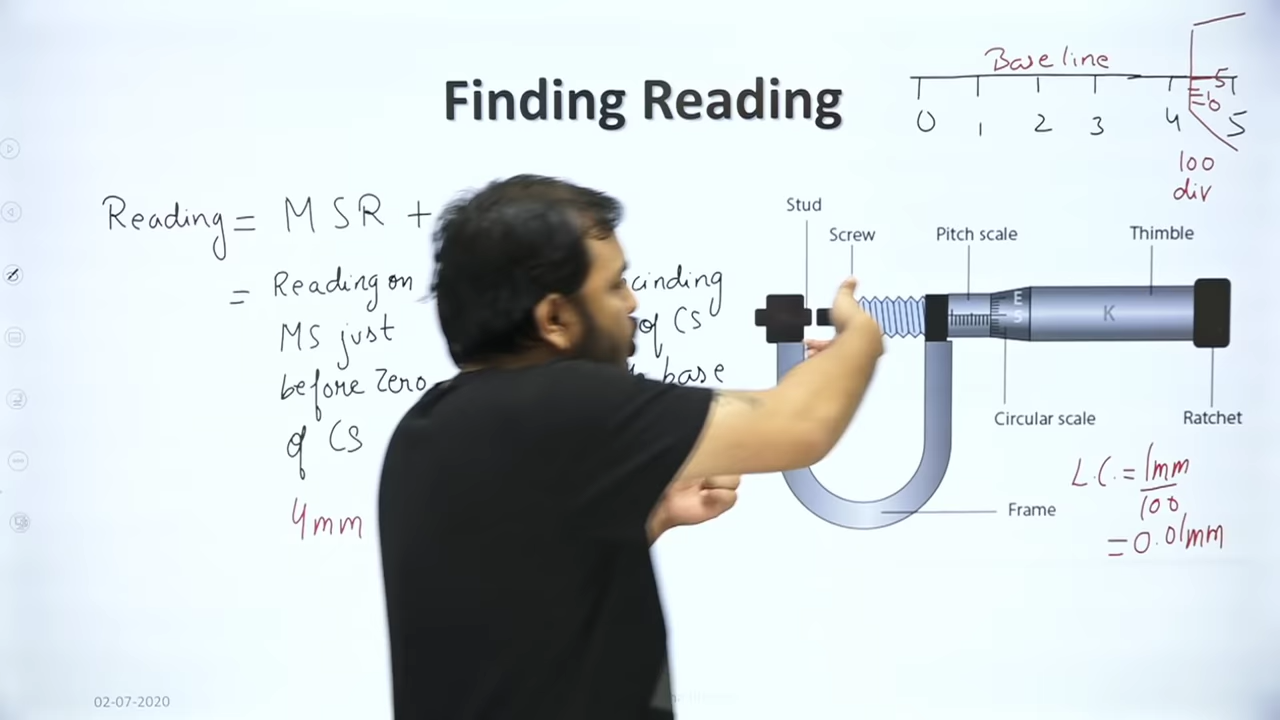 Finding Reading
Base line
0 1 2 3 4 5
5
100
div
Reading = MSR +
= Reading on
MS just
before Zero
of CS
4mm
cinding
of CS
base
Stud
Screw
Pitch scale
Thimble
E
5
K
Circular scale
Ratchet
Frame
L.C. = 1mm
100
= 0.01mm
02-07-2020